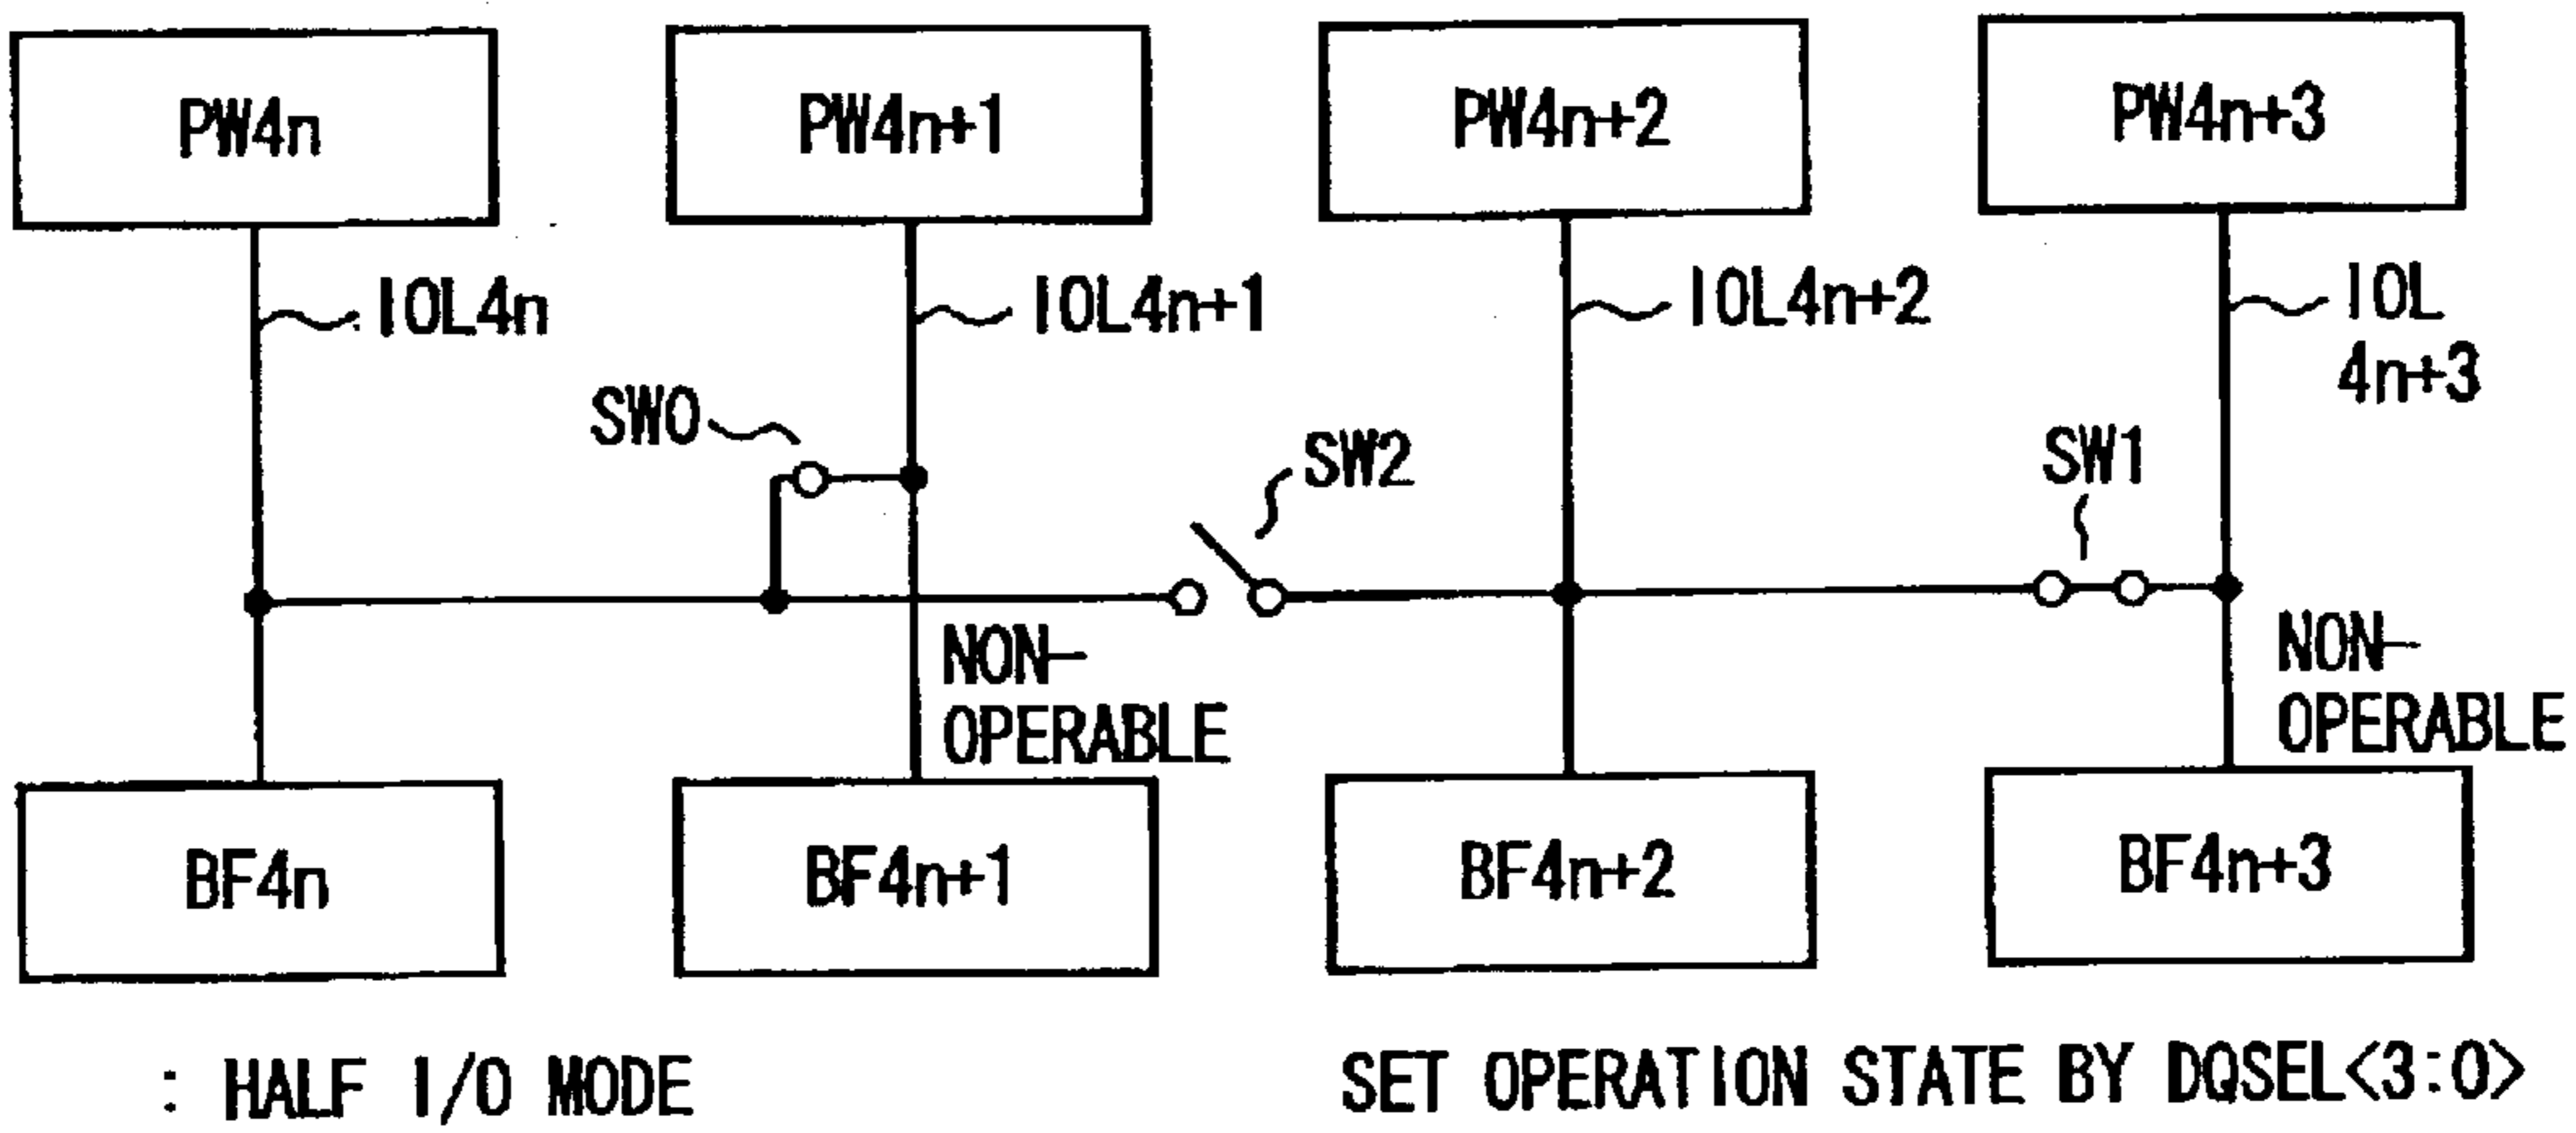 PW4n
PW4n+1
PW4n+2
PW4n+3
IOL4n
IOL4n+1
IOL4n+2
IOL
4n+3
SW0
SW2
SW1
NON-
OPERABLE
NON-
OPERABLE
BF4n
BF4n+1
BF4n+2
BF4n+3
: HALF I/O MODE
SET OPERATION STATE BY DQSEL<3:0>